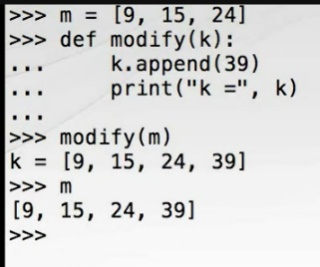 >>> m = [9, 15, 24]
>>> def modify(k):
...     k.append(39)
...     print("k =", k)
...
>>> modify(m)
k = [9, 15, 24, 39]
>>> m
[9, 15, 24, 39]
>>>